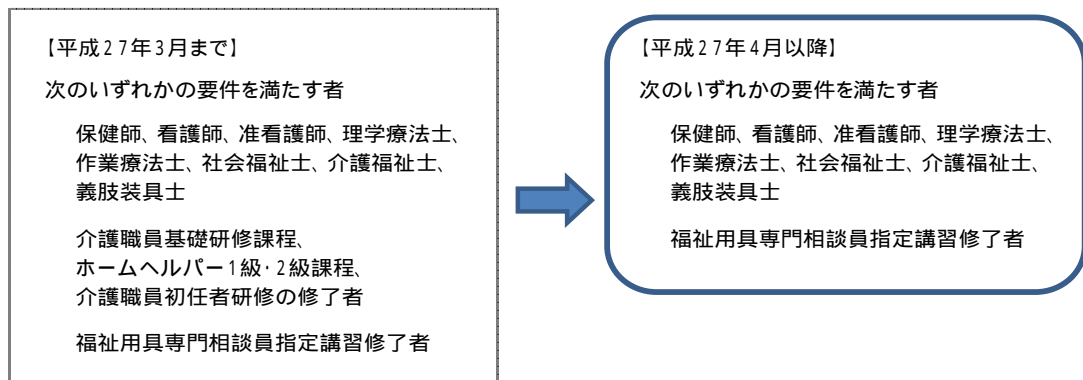 【平成27年3月まで】
次のいずれかの要件を満たす者
保健師、看護師、准看護師、理学療法士、
作業療法士、社会福祉士、介護福祉士、
義肢装具士
介護職員基礎研修課程、
ホームヘルパー1級・2級課程、
介護職員初任者研修の修了者
福祉用具専門相談員指定講習修了者
【平成27年4月以降】
次のいずれかの要件を満たす者
保健師、看護師、准看護師、理学療法士、
作業療法士、社会福祉士、介護福祉士、
義肢装具士
福祉用具専門相談員指定講習修了者